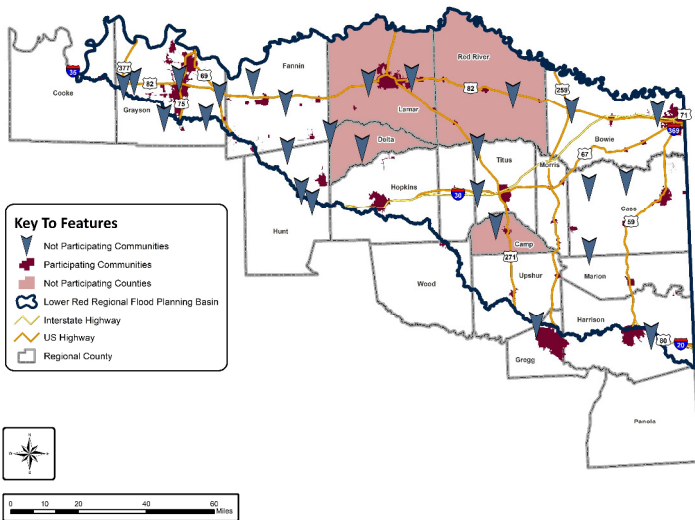 Red River
Fannin
35
377
82
69
Cooke
82
259
75
Grayson
Lamar
71
Bowie
369
Delta
67
Titus
Morris
Hopkins
30
Cass
59
Key To Features
Not Participating Communities
Participating Communities
Not Participating Counties
Lower Red Regional Flood Planning Basin
Interstate Highway
US Highway
Regional County
Hunt
Camp
271
Wood
Upshur
Marion
Harrison
80
20
Gregg
Panola
N
0 10 20 40 60
Miles